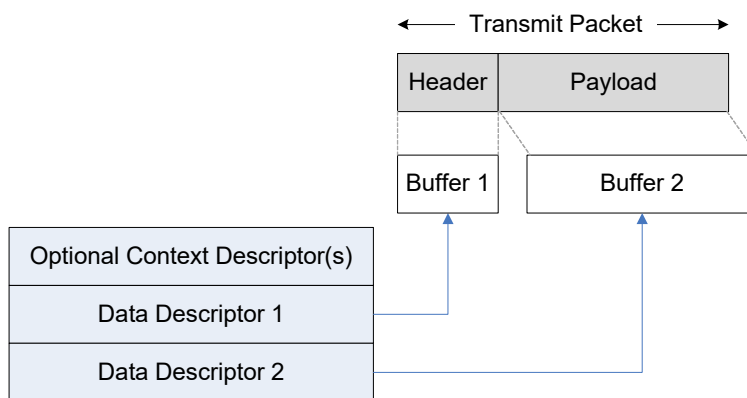 Transmit Packet
Header Payload
Buffer 1 Buffer 2
Optional Context Descriptor(s)
Data Descriptor 1
Data Descriptor 2